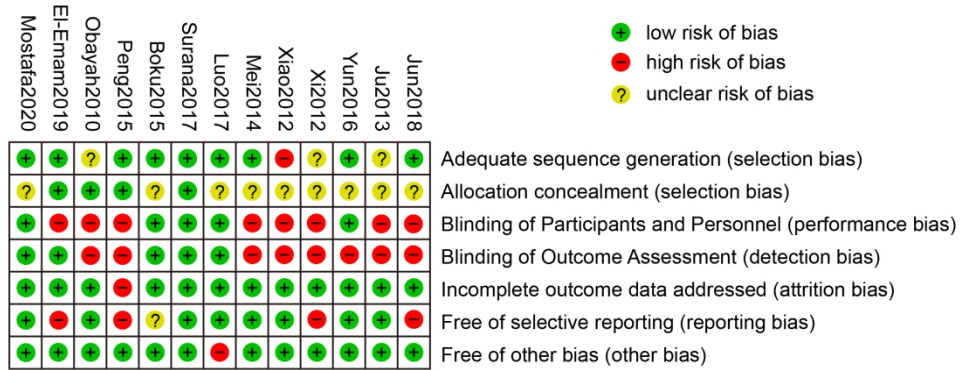 Mostafa2020
El-Emam2019
Obayah2010
Peng2015
Boku2015
Surana2017
Luo2017
Mei2014
Xiao2012
Xi2012
Yun2016
Ju2013
Jun2018
+ low risk of bias
− high risk of bias
? unclear risk of bias
+ + ? + + + + + − ? + ? + Adequate sequence generation (selection bias)
? + + + ? + ? ? ? ? ? ? ? Allocation concealment (selection bias)
+ − − − + + + − − − + − − Blinding of Participants and Personnel (performance bias)
+ + − − + + + − − − − − − Blinding of Outcome Assessment (detection bias)
+ + + − + + + + + + + + + Incomplete outcome data addressed (attrition bias)
+ − + − ? + + + + − + + − Free of selective reporting (reporting bias)
+ + + + + + − + + + + + + Free of other bias (other bias)